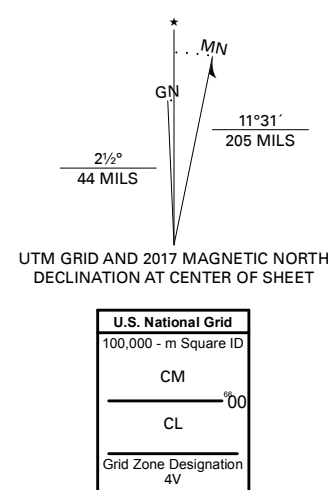 ★
MN
GN
11°31´
205 MILS
2½°
44 MILS
UTM GRID AND 2017 MAGNETIC NORTH
DECLINATION AT CENTER OF SHEET
U.S. National Grid
100,000 - m Square ID
CM
⁶⁶00
CL
Grid Zone Designation
4V